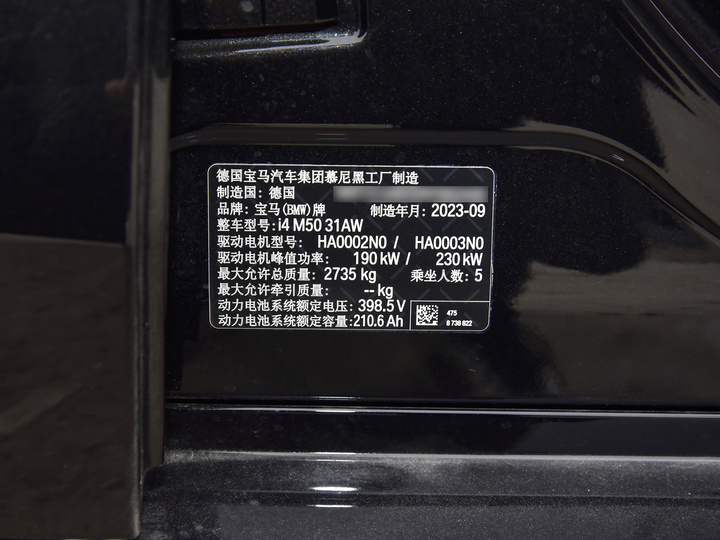 德国宝马汽车集团慕尼黑工厂制造
制造国: 德国
品牌: 宝马(BMW)牌 制造年月: 2023-09
整车型号: i4 M50 31AW
驱动电机型号: HA0002N0 / HA0003N0
驱动电机峰值功率: 190 kW / 230 kW
最大允许总质量: 2735 kg 乘坐人数: 5
最大允许牵引质量: -- kg
动力电池系统额定电压: 398.5 V
动力电池系统额定容量: 210.6 Ah
475
8 738 822